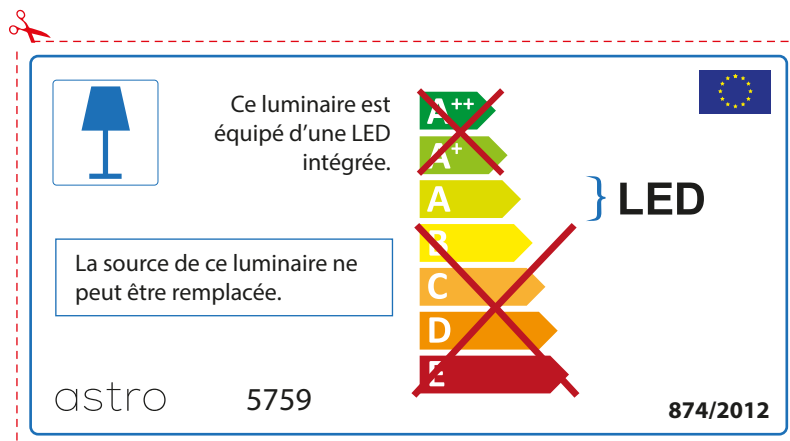 Ce luminaire est
équipé d’une LED
intégrée.
La source de ce luminaire ne
peut être remplacée.
A++
A+
A
B
C
D
E
LED
astro
5759
874/2012